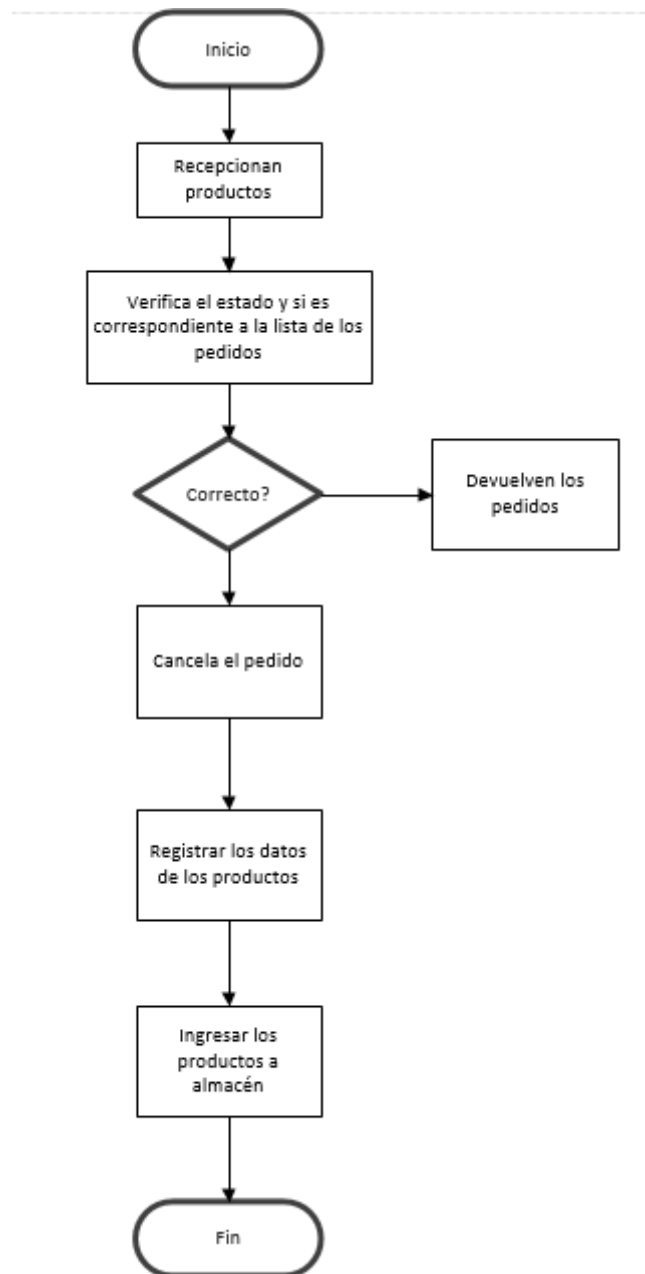 Inicio
Recepcionan
productos
Verifica el estado y si es
correspondiente a la lista de los
pedidos
Correcto?
Devuelven los
pedidos
Cancela el pedido
Registrar los datos
de los productos
Ingresar los
productos a
almacén
Fin